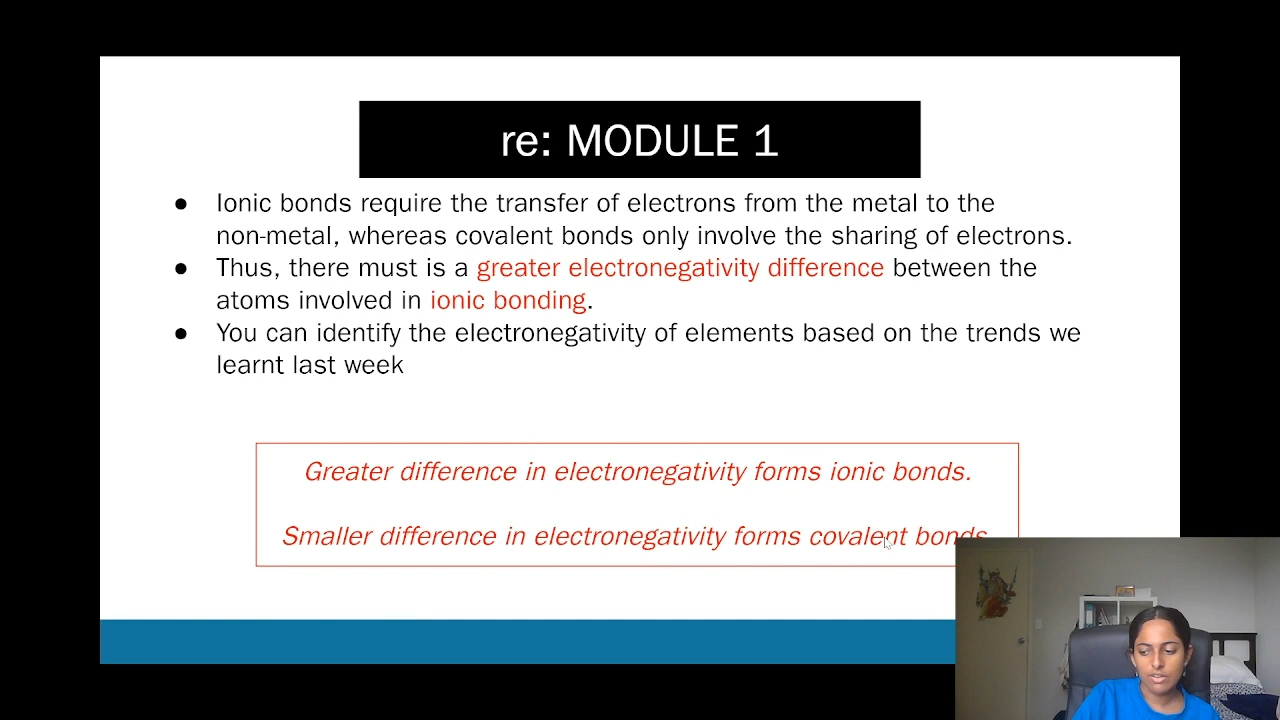 re: MODULE 1
● Ionic bonds require the transfer of electrons from the metal to the
non-metal, whereas covalent bonds only involve the sharing of electrons.
● Thus, there must is a greater electronegativity difference between the
atoms involved in ionic bonding.
● You can identify the electronegativity of elements based on the trends we
learnt last week
Greater difference in electronegativity forms ionic bonds.
Smaller difference in electronegativity forms covalent bonds